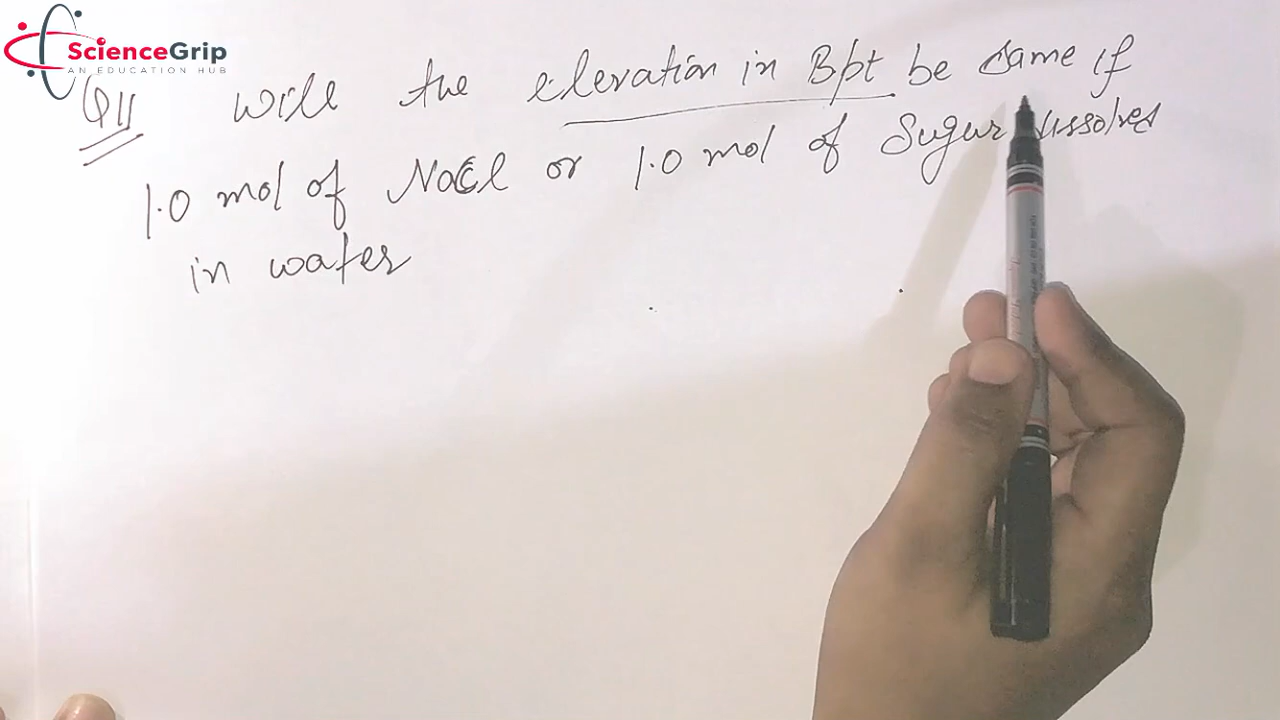 ScienceGrip
AN EDUCATION HUB
Q11 Will the elevation in Bpt be same if
1.0 mol of NaCl or 1.0 mol of Sugar dissolved
in water